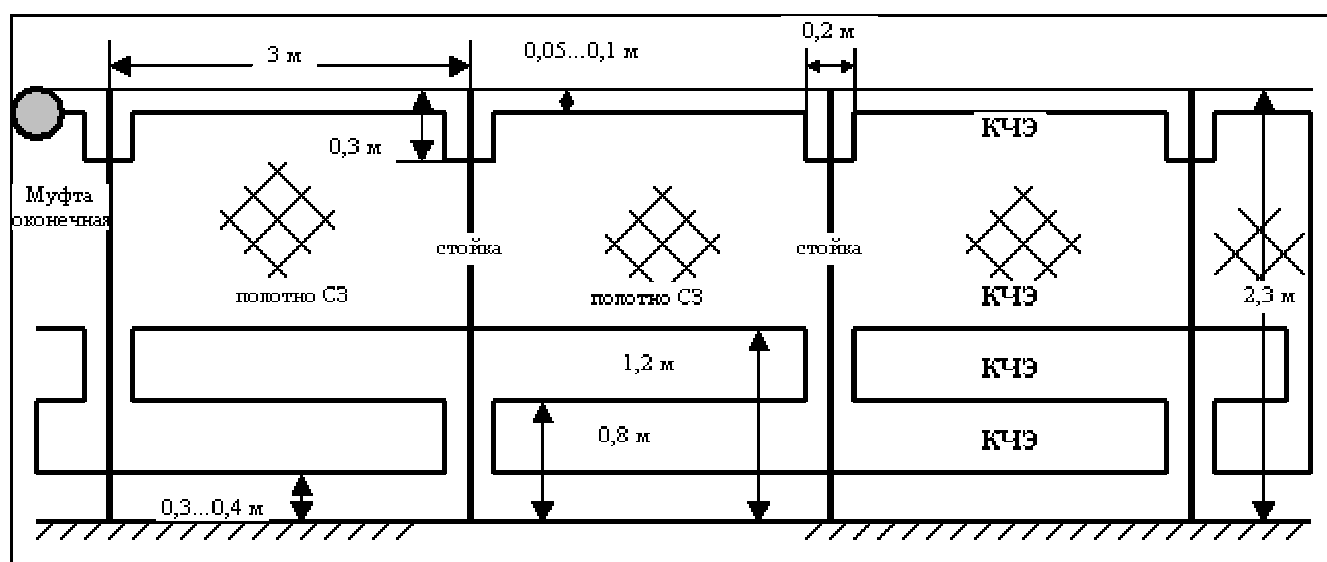 3 м
0,05...0,1 м
0,2 м
КЧЭ
0,3 м
Муфта
оконечная
стойка
стойка
полотно СЗ
полотно СЗ
КЧЭ
2,3 м
1,2 м
КЧЭ
0,8 м
КЧЭ
0,3...0,4 м